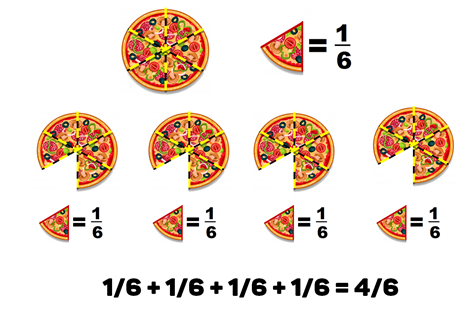 = 1/6
= 1/6 = 1/6 = 1/6 = 1/6
1/6 + 1/6 + 1/6 + 1/6 = 4/6